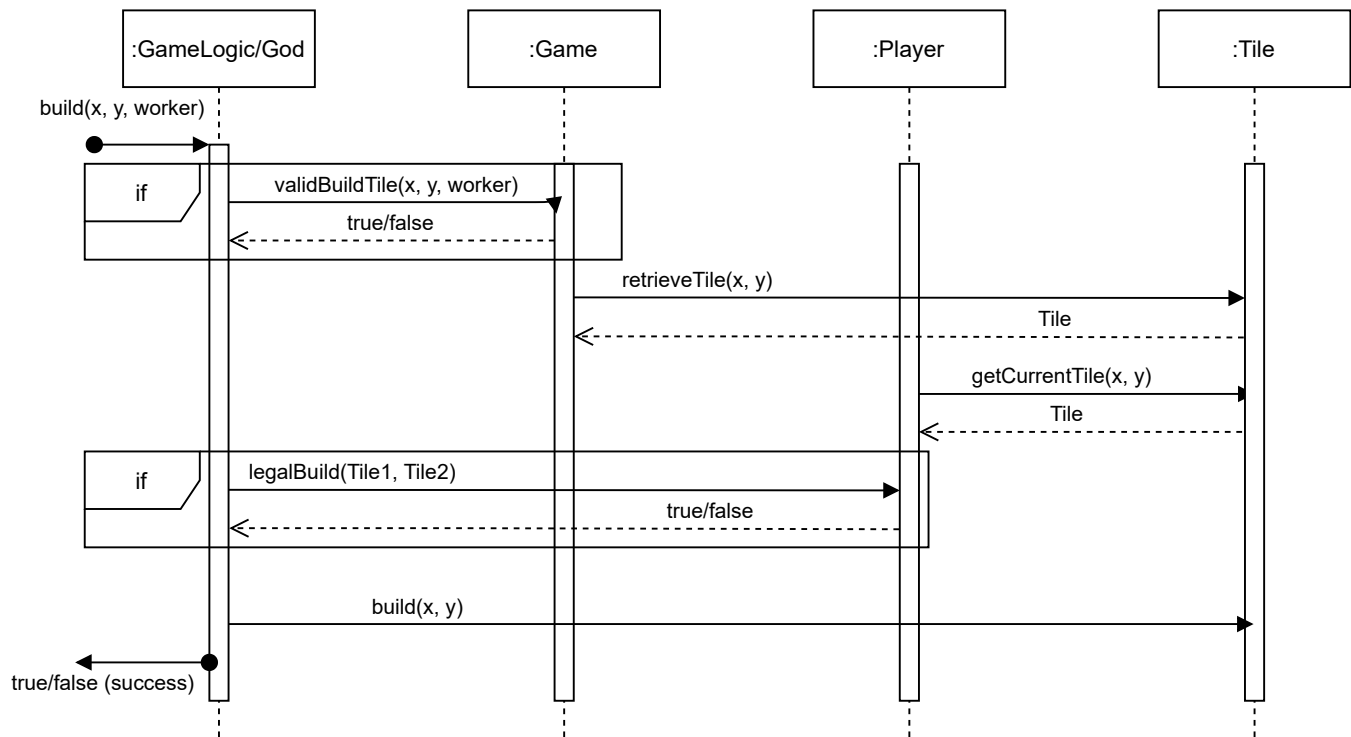 :GameLogic/God
:Game
:Player
:Tile
build(x, y, worker)
if
validBuildTile(x, y, worker)
true/false
retrieveTile(x, y)
Tile
getCurrentTile(x, y)
Tile
if
legalBuild(Tile1, Tile2)
true/false
build(x, y)
true/false (success)